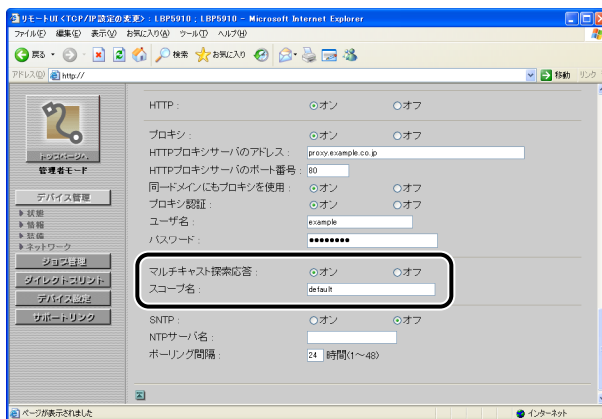 リモートUI <TCP/IP設定の変更> : LBP5910 ; LBP5910 - Microsoft Internet Explorer
ファイル(F) 編集(E) 表示(V) お気に入り(A) ツール(T) ヘルプ(H)
戻る 検索 お気に入り
アドレス(D) http:// 移動 リンク
トップページへ
管理者モード
デバイス管理
状態
情報
装備
ネットワーク
ジョブ管理
ダイレクトプリント
デバイス設定
サポートリンク
HTTP : オン オフ
プロキシ : オン オフ
HTTPプロキシサーバのアドレス : proxy.example.co.jp
HTTPプロキシサーバのポート番号 : 80
同一ドメインにもプロキシを使用 : オン オフ
プロキシ認証 : オン オフ
ユーザ名 : example
パスワード : ●●●●●●●●
マルチキャスト探索応答 : オン オフ
スコープ名 : default
SNTP : オン オフ
NTPサーバ名 :
ポーリング間隔 : 24 時間(1～48)
ページが表示されました インターネット